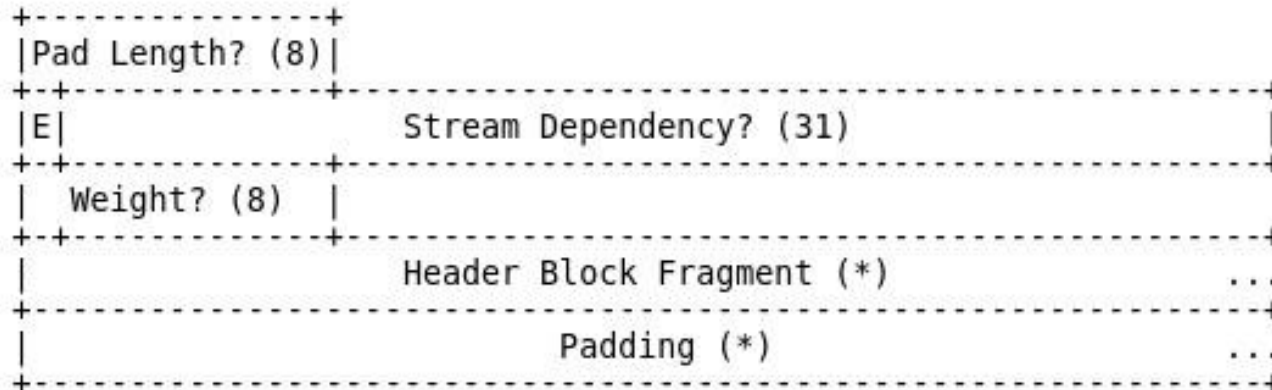 +---------------+
|Pad Length? (8)|
+-+-------------+-----------------------------------------------+
|E|                 Stream Dependency? (31)                     |
+-+-------------+-----------------------------------------------+
|  Weight? (8)  |
+-+-------------+-----------------------------------------------+
|                   Header Block Fragment (*)                 ...
+---------------------------------------------------------------+
|                           Padding (*)                       ...
+---------------------------------------------------------------+